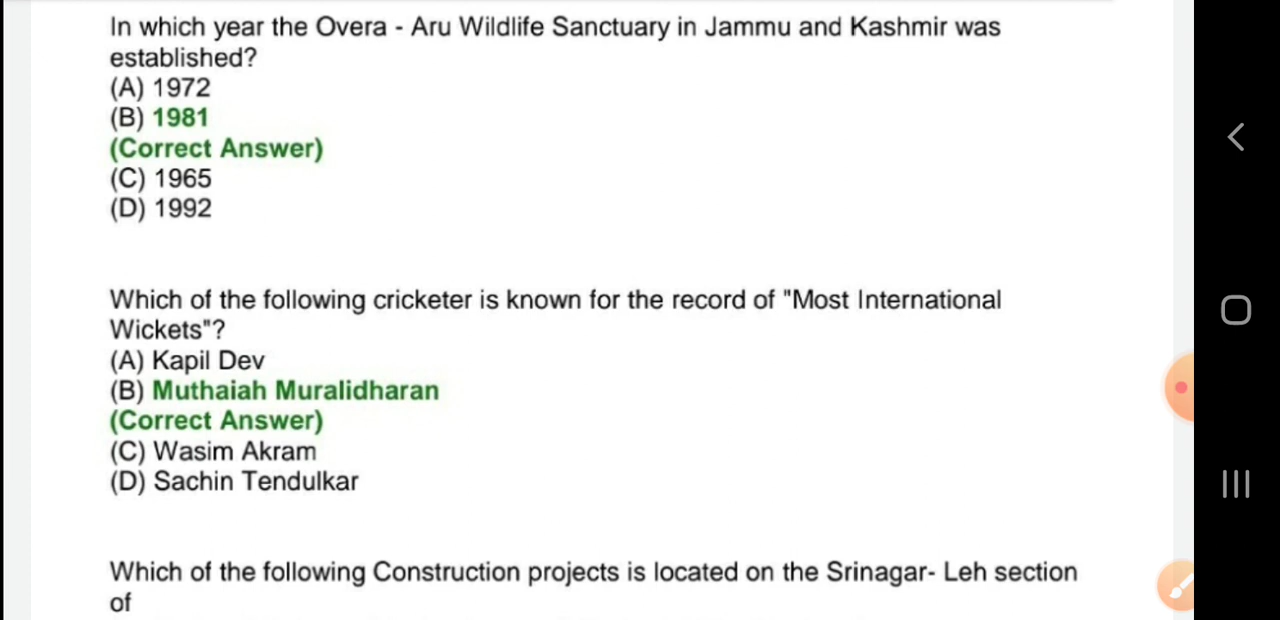 In which year the Overa - Aru Wildlife Sanctuary in Jammu and Kashmir was
established?
(A) 1972
(B) 1981
(Correct Answer)
(C) 1965
(D) 1992
Which of the following cricketer is known for the record of "Most International
Wickets"?
(A) Kapil Dev
(B) Muthaiah Muralidharan
(Correct Answer)
(C) Wasim Akram
(D) Sachin Tendulkar
Which of the following Construction projects is located on the Srinagar- Leh section
of